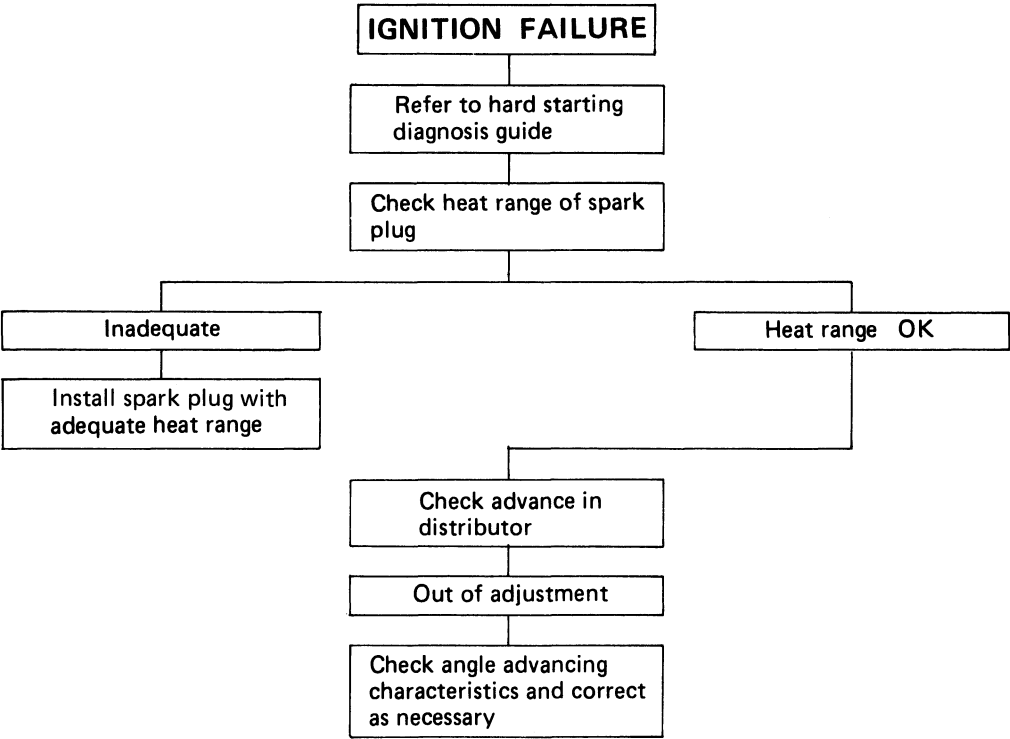 IGNITION FAILURE
Refer to hard starting
diagnosis guide
Check heat range of spark
plug
Inadequate
Heat range OK
Install spark plug with
adequate heat range
Check advance in
distributor
Out of adjustment
Check angle advancing
characteristics and correct
as necessary